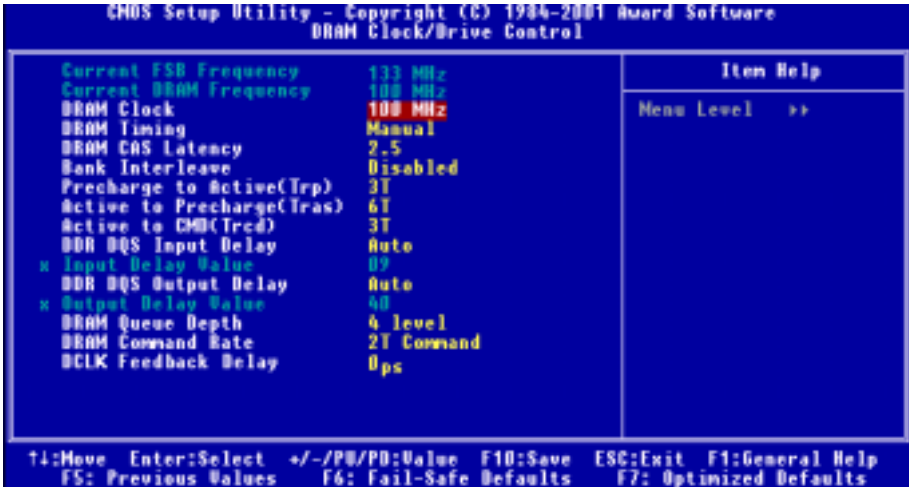 CMOS Setup Utility - Copyright (C) 1984-2001 Award Software
DRAM Clock/Drive Control
Current FSB Frequency 133 MHz
Current DRAM Frequency 100 MHz
DRAM Clock 100 MHz
DRAM Timing Manual
DRAM CAS Latency 2.5
Bank Interleave Disabled
Precharge to Active(Trp) 3T
Active to Precharge(Tras) 6T
Active to CMD(Trcd) 3T
DDR DQS Input Delay Auto
x Input Delay Value 09
DDR DQS Output Delay Auto
x Output Delay Value 40
DRAM Queue Depth 4 level
DRAM Command Rate 2T Command
DCLK Feedback Delay 0ps
Item Help
Menu Level ▸▸
↑↓:Move Enter:Select +/-/PU/PD:Value F10:Save ESC:Exit F1:General Help
F5: Previous Values F6: Fail-Safe Defaults F7: Optimized Defaults